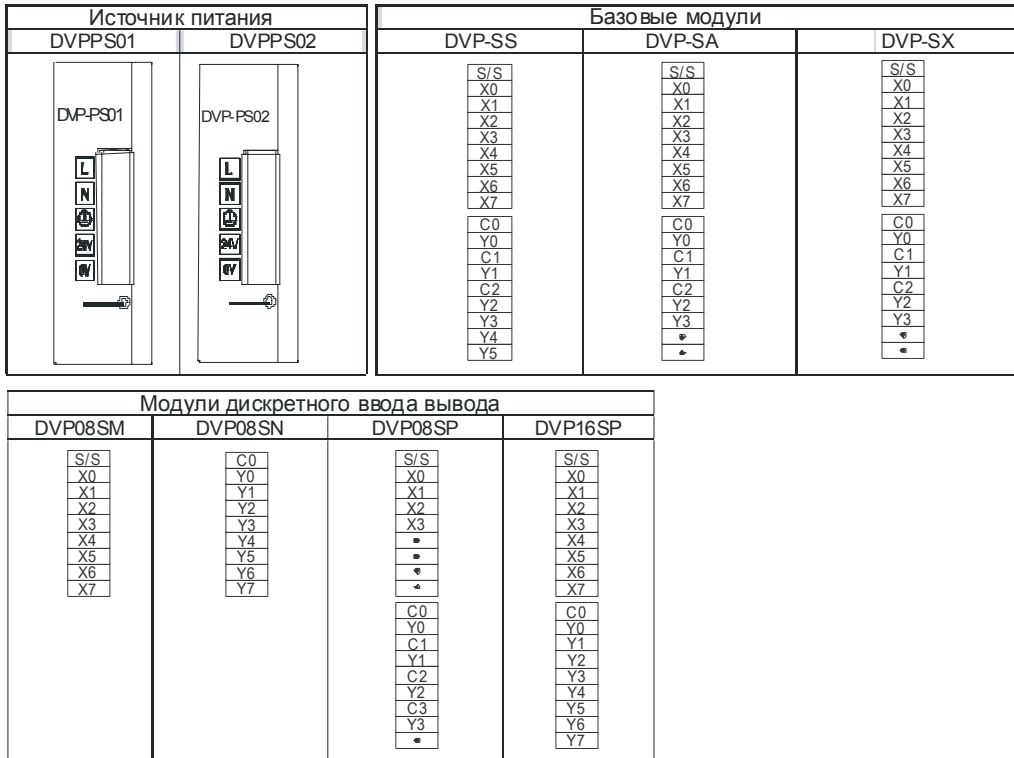 Источник питания
DVPPS01 DVPPS02
DVP-PS01
L
N
0V
DVP-PS02
L
N
24V
0V
Базовые модули
DVP-SS DVP-SA DVP-SX
S/S
X0
X1
X2
X3
X4
X5
X6
X7
C0
Y0
C1
Y1
C2
Y2
Y3
Y4
Y5
S/S
X0
X1
X2
X3
X4
X5
X6
X7
C0
Y0
C1
Y1
C2
Y2
Y3
S/S
X0
X1
X2
X3
X4
X5
X6
X7
C0
Y0
C1
Y1
C2
Y2
Y3
Модули дискретного ввода вывода
DVP08SM DVP08SN DVP08SP DVP16SP
S/S
X0
X1
X2
X3
X4
X5
X6
X7
C0
Y0
Y1
Y2
Y3
Y4
Y5
Y6
Y7
S/S
X0
X1
X2
X3
C0
Y0
C1
Y1
C2
Y2
C3
Y3
S/S
X0
X1
X2
X3
X4
X5
X6
X7
C0
Y0
Y1
Y2
Y3
Y4
Y5
Y6
Y7